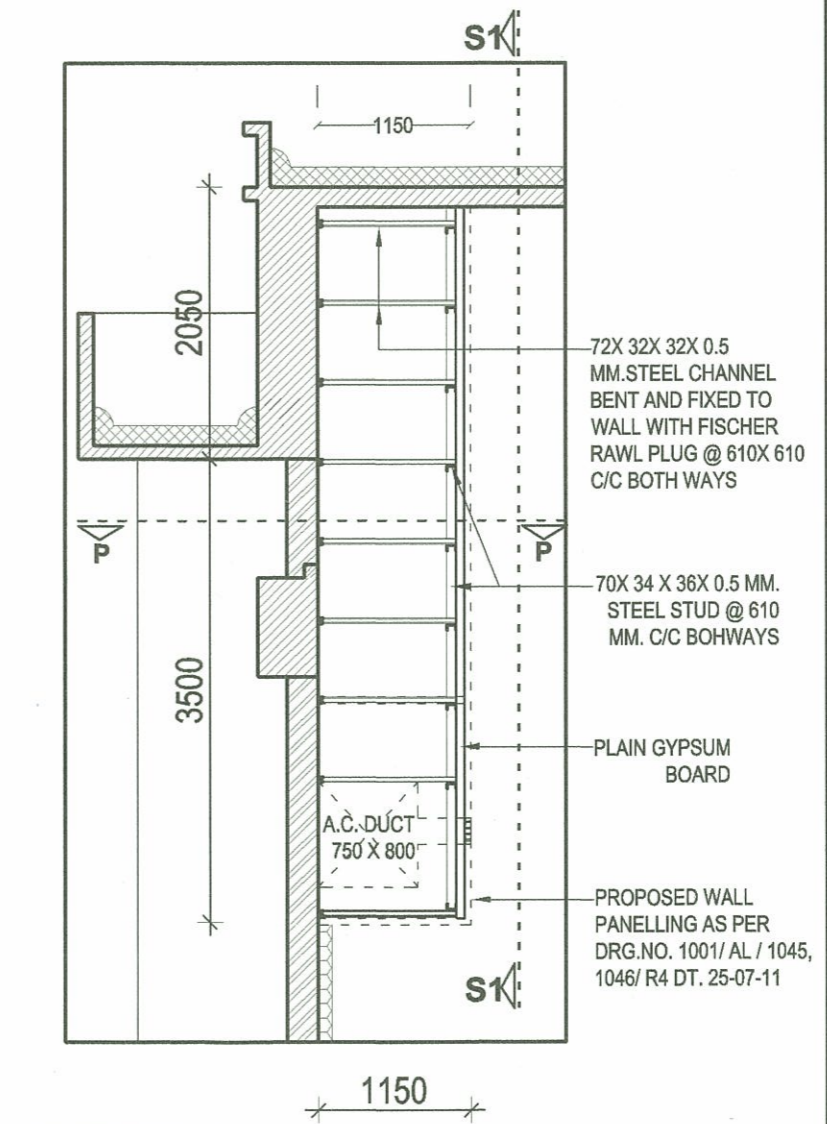 S1
1150
2050
72X 32X 32X 0.5
MM.STEEL CHANNEL
BENT AND FIXED TO
WALL WITH FISCHER
RAWL PLUG @ 610X 610
C/C BOTH WAYS
P
P
70X 34 X 36X 0.5 MM.
STEEL STUD @ 610
MM. C/C BOHWAYS
3500
PLAIN GYPSUM
BOARD
A.C. DUCT
750 X 800
PROPOSED WALL
PANELLING AS PER
DRG.NO. 1001/ AL / 1045,
1046/ R4 DT. 25-07-11
S1
1150